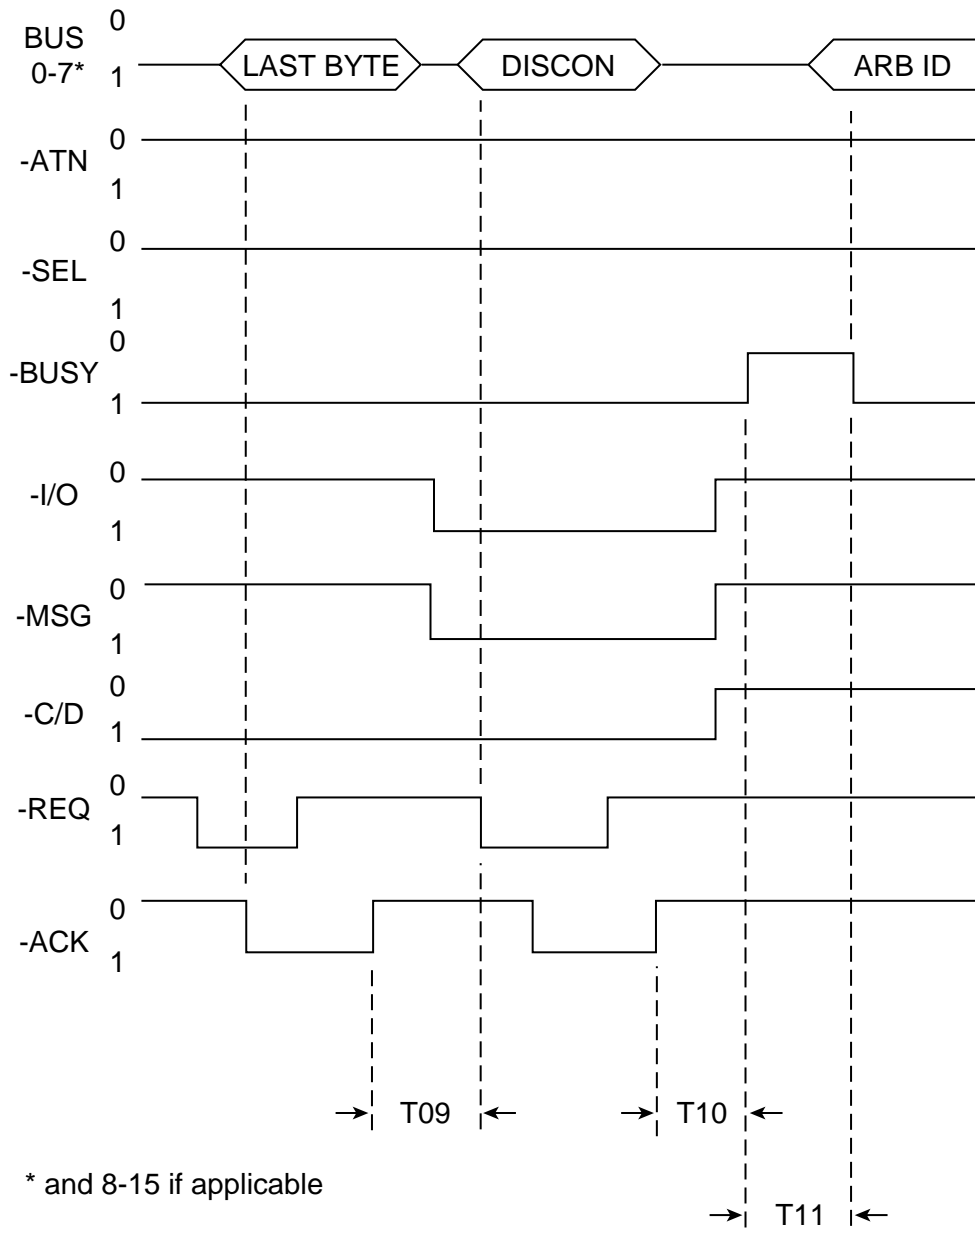 BUS
0-7*
0
1
LAST BYTE
DISCON
ARB ID
-ATN
0
1
-SEL
0
1
-BUSY
0
1
-I/O
0
1
-MSG
0
1
-C/D
0
1
-REQ
0
1
-ACK
0
1
T09
T10
* and 8-15 if applicable
T11